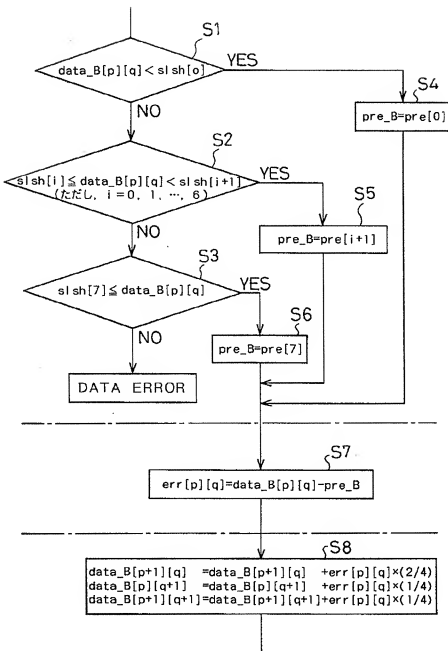 S1
data_B[p][q]<slsh[o]
YES
S4
pre_B=pre[0]
NO
S2
slsh[i]≦data_B[p][q]<slsh[i+1]
(ただし, i=0, 1, …, 6)
YES
S5
pre_B=pre[i+1]
NO
S3
slsh[7]≦data_B[p][q]
YES
S6
pre_B=pre[7]
NO
DATA ERROR
S7
err[p][q]=data_B[p][q]-pre_B
S8
data_B[p+1][q] =data_B[p+1][q] +err[p][q]×(2/4)
data_B[p][q+1] =data_B[p][q+1] +err[p][q]×(1/4)
data_B[p+1][q+1]=data_B[p+1][q+1]+err[p][q]×(1/4)